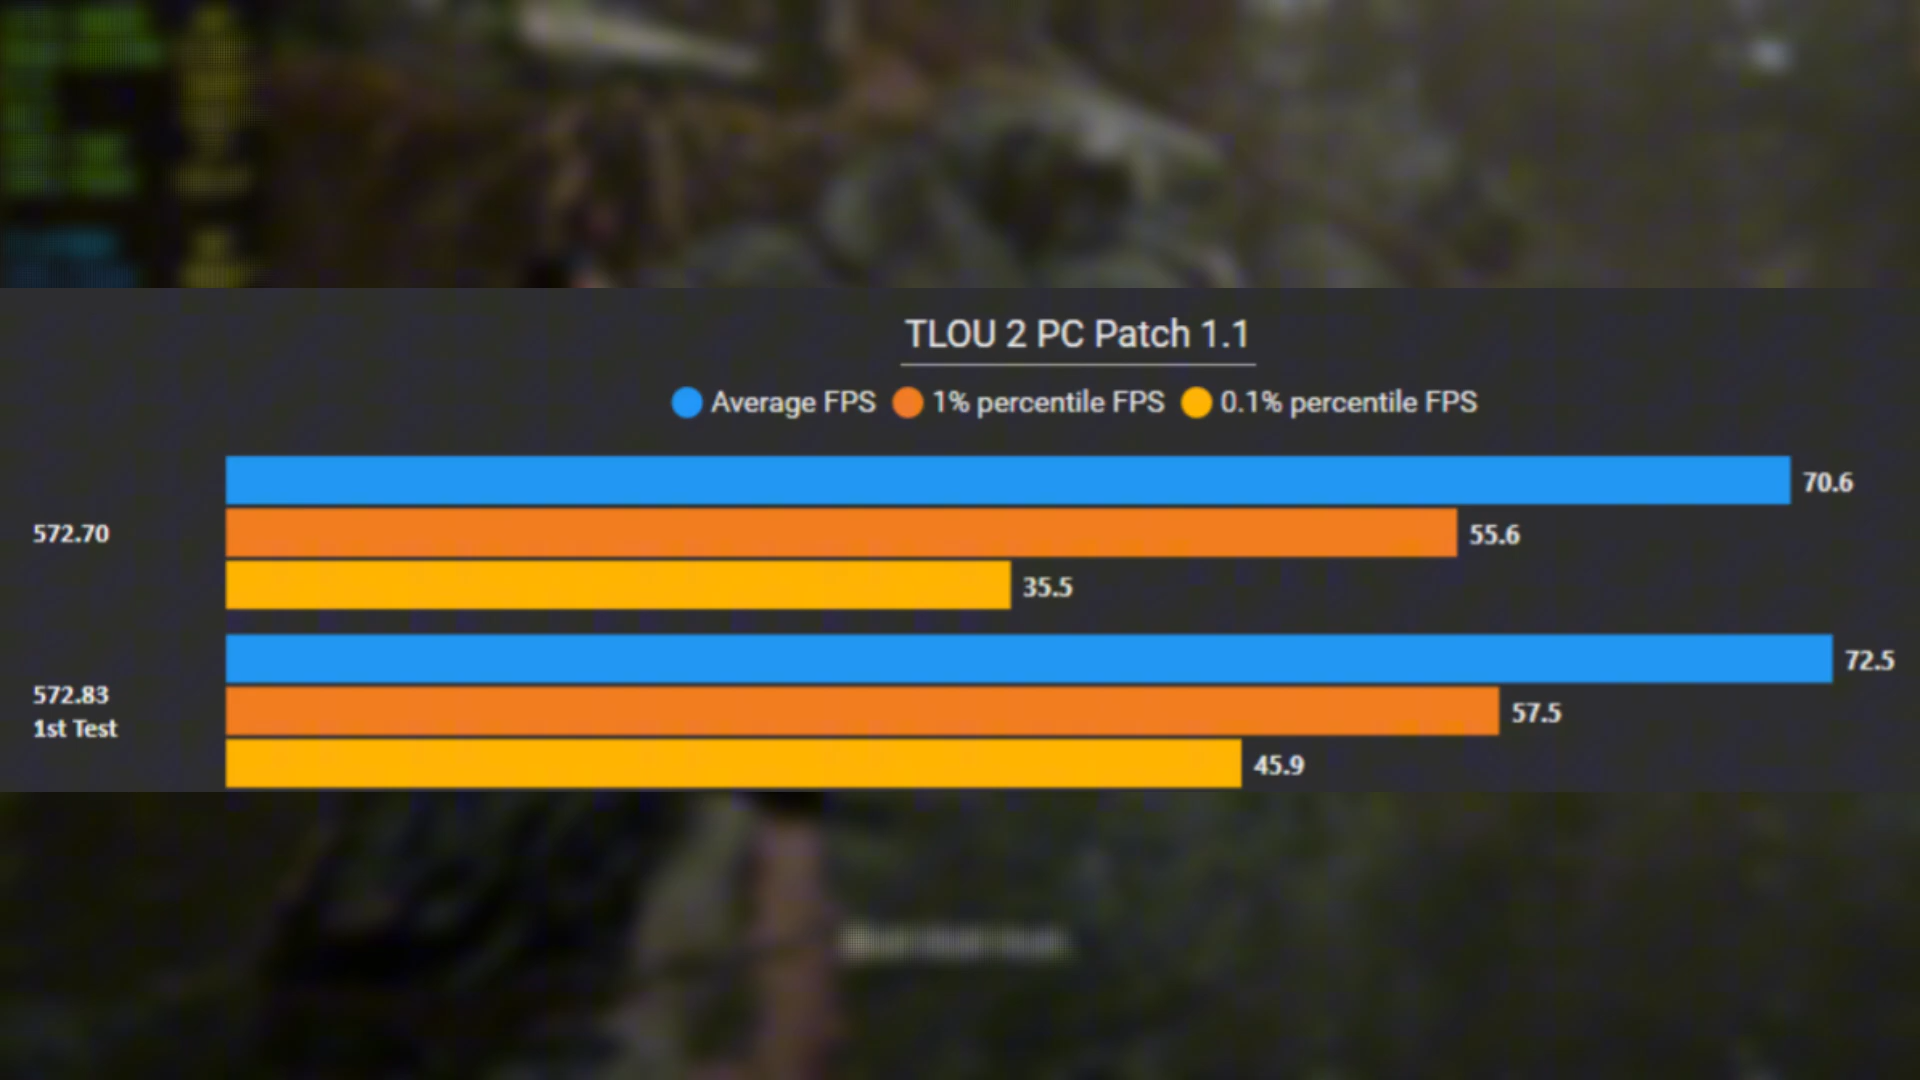 TLOU 2 PC Patch 1.1
Average FPS 1% percentile FPS 0.1% percentile FPS
70.6
572.70
55.6
35.5
72.5
572.83
1st Test
57.5
45.9